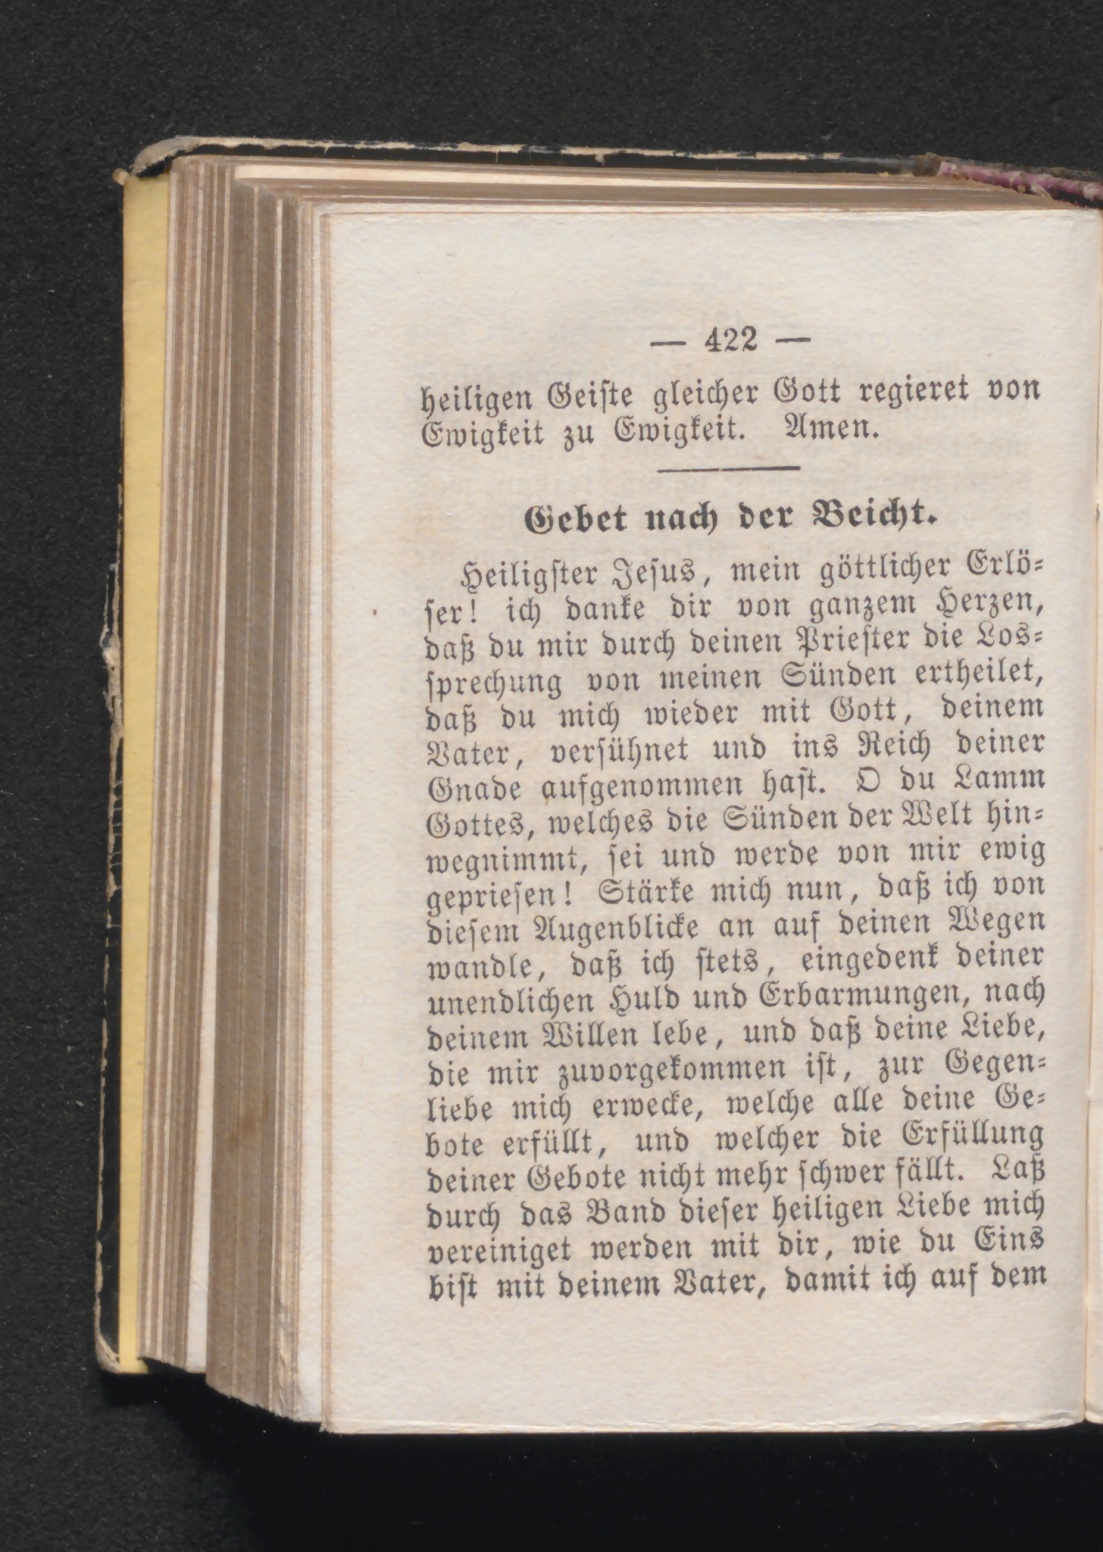 — 422 —
heiligen Geiſte gleicher Gott regieret von
Ewigkeit zu Ewigkeit. Amen.
Gebet nach der Beicht.
Heiligſter Jeſus, mein göttlicher Erlö⸗
ſer! ich danke dir von ganzem Herzen,
daß du mir durch deinen Prieſter die Los⸗
ſprechung von meinen Sünden ertheilet,
daß du mich wieder mit Gott, deinem
Vater, verſühnet und ins Reich deiner
Gnade aufgenommen haſt. O du Lamm
Gottes, welches die Sünden der Welt hin⸗
wegnimmt, ſei und werde von mir ewig
geprieſen! Stärke mich nun, daß ich von
dieſem Augenblicke an auf deinen Wegen
wandle, daß ich ſtets, eingedenk deiner
unendlichen Huld und Erbarmungen, nach
deinem Willen lebe, und daß deine Liebe,
die mir zuvorgekommen iſt, zur Gegen⸗
liebe mich erwecke, welche alle deine Ge⸗
bote erfüllt, und welcher die Erfüllung
deiner Gebote nicht mehr ſchwer fällt. Laß
durch das Band dieſer heiligen Liebe mich
vereiniget werden mit dir, wie du Eins
biſt mit deinem Vater, damit ich auf dem